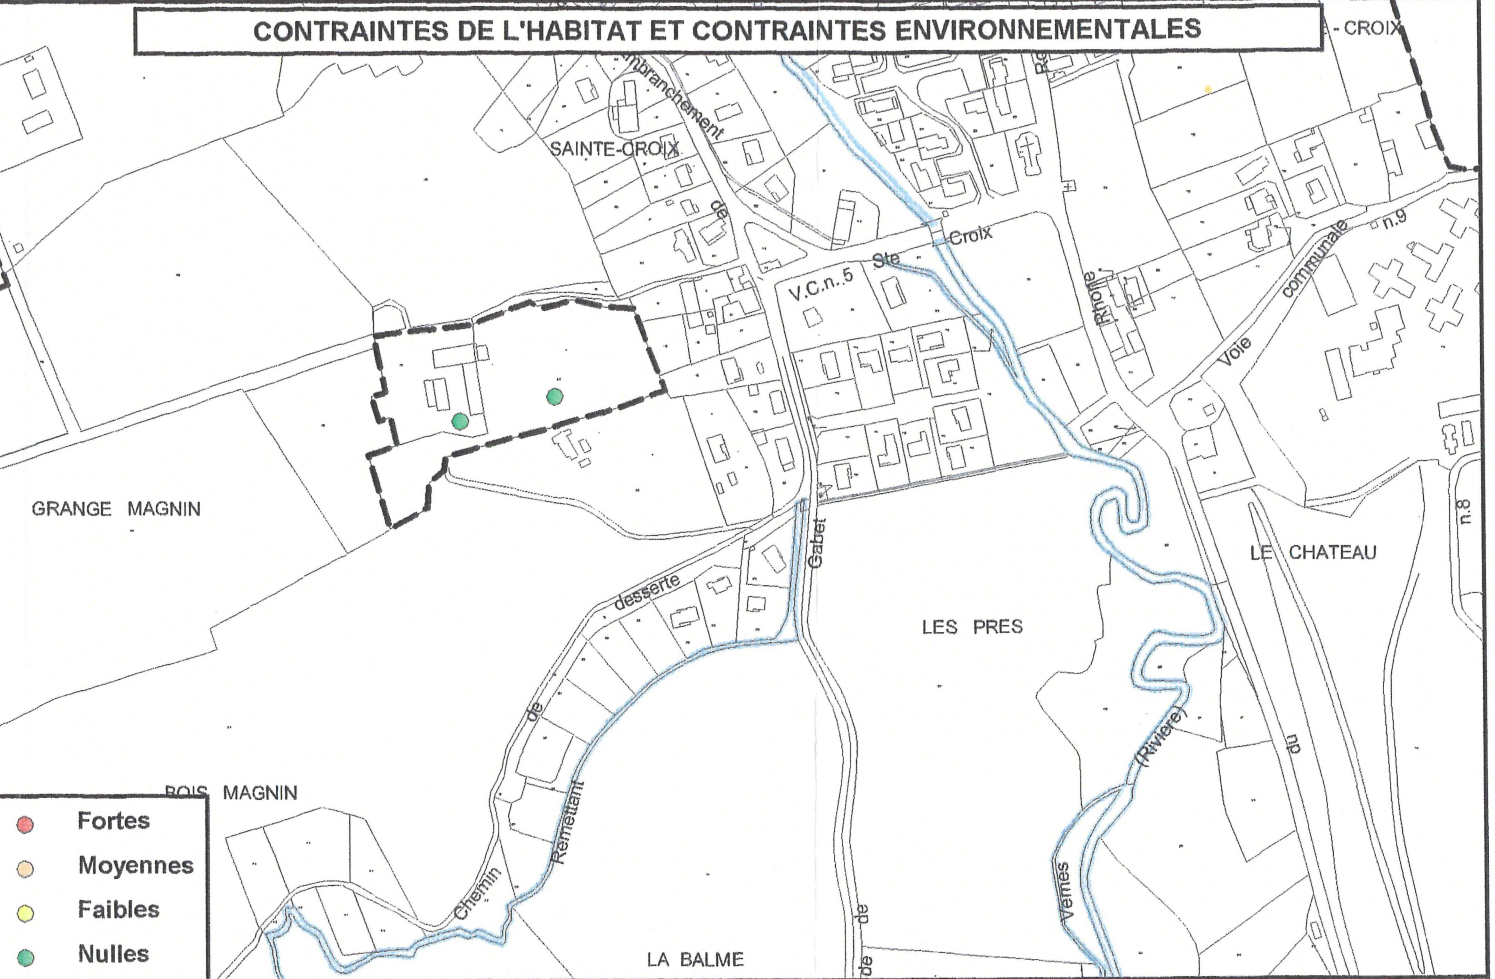 CONTRAINTES DE L'HABITAT ET CONTRAINTES ENVIRONNEMENTALES
- CROIX
mbranchement
SAINTE-CROIX
de
Ste
Croix
V.C.n. 5
n.9
communale
Voie
Rhône
GRANGE MAGNIN
n.8
Gabet
LE CHATEAU
desserte
LES PRES
de
(Rivière)
du
BOIS MAGNIN
Remettant
Chemin
Vernes
de
de
LA BALME
Fortes
Moyennes
Faibles
Nulles